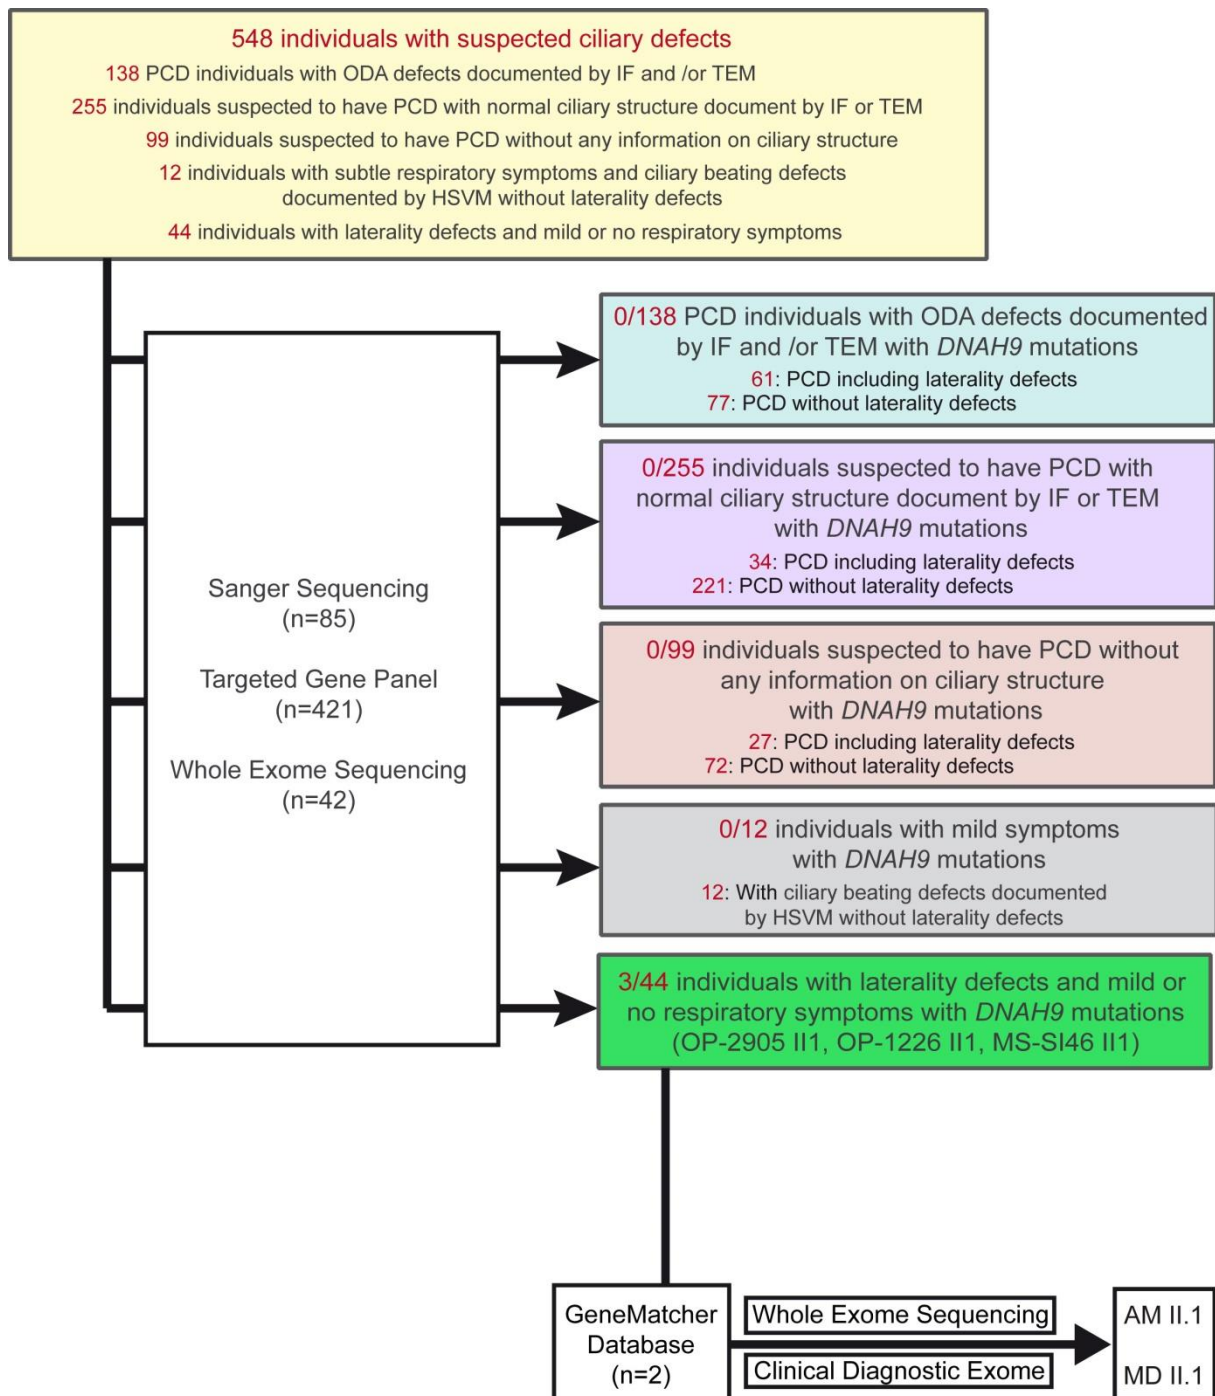 548 individuals with suspected ciliary defects
138 PCD individuals with ODA defects documented by IF and /or TEM
255 individuals suspected to have PCD with normal ciliary structure document by IF or TEM
99 individuals suspected to have PCD without any information on ciliary structure
12 individuals with subtle respiratory symptoms and ciliary beating defects
documented by HSVM without laterality defects
44 individuals with laterality defects and mild or no respiratory symptoms
Sanger Sequencing
(n=85)
Targeted Gene Panel
(n=421)
Whole Exome Sequencing
(n=42)
0/138 PCD individuals with ODA defects documented
by IF and /or TEM with DNAH9 mutations
61: PCD including laterality defects
77: PCD without laterality defects
0/255 individuals suspected to have PCD with
normal ciliary structure document by IF or TEM
with DNAH9 mutations
34: PCD including laterality defects
221: PCD without laterality defects
0/99 individuals suspected to have PCD without
any information on ciliary structure
with DNAH9 mutations
27: PCD including laterality defects
72: PCD without laterality defects
0/12 individuals with mild symptoms
with DNAH9 mutations
12: With ciliary beating defects documented
by HSVM without laterality defects
3/44 individuals with laterality defects and mild or
no respiratory symptoms with DNAH9 mutations
(OP-2905 II1, OP-1226 II1, MS-SI46 II1)
GeneMatcher
Database
(n=2)
Whole Exome Sequencing
Clinical Diagnostic Exome
AM II.1
MD II.1